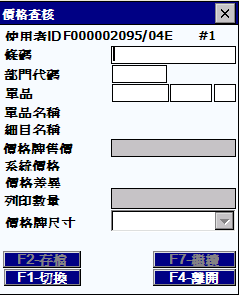 價格查核
使用者ID F000002095/04E #1
條碼
部門代碼
單品
單品名稱
細目名稱
價格牌售價
系統價格
價格差異
列印數量
價格牌尺寸
F2-存檔 F7-繼續
F1-切換 F4-離開